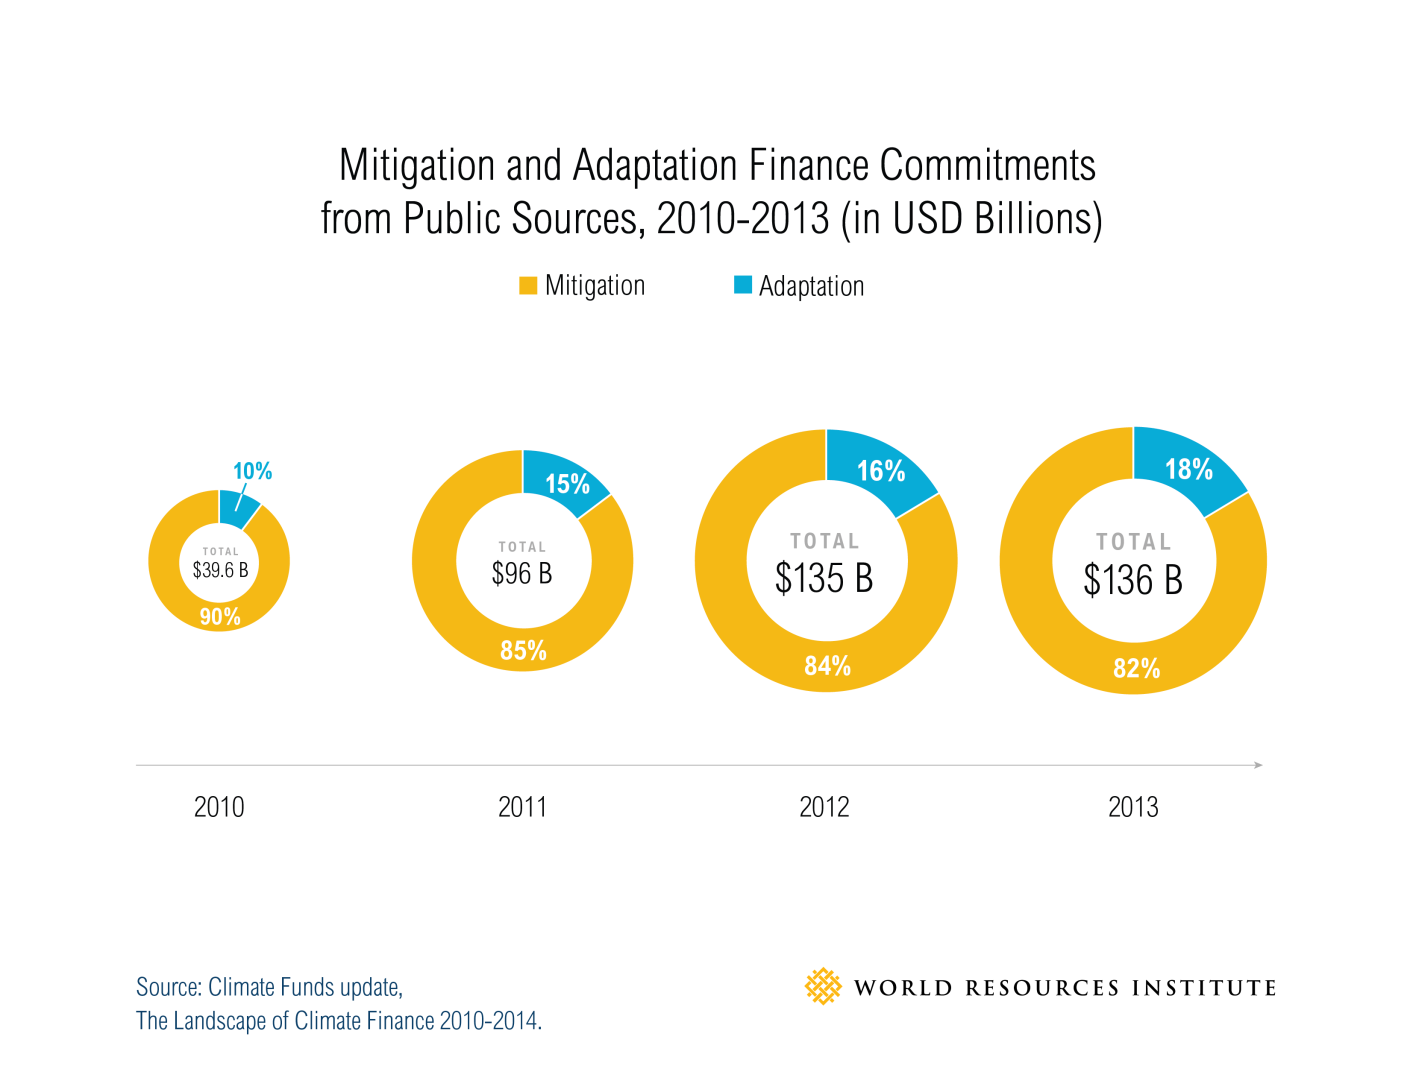 Mitigation and Adaptation Finance Commitments
from Public Sources, 2010-2013 (in USD Billions)
Mitigation
Adaptation
10%
TOTAL
$39.6 B
90%
15%
TOTAL
$96 B
85%
16%
TOTAL
$135 B
84%
18%
TOTAL
$136 B
82%
2010
2011
2012
2013
Source: Climate Funds update,
The Landscape of Climate Finance 2010-2014.
WORLD RESOURCES INSTITUTE